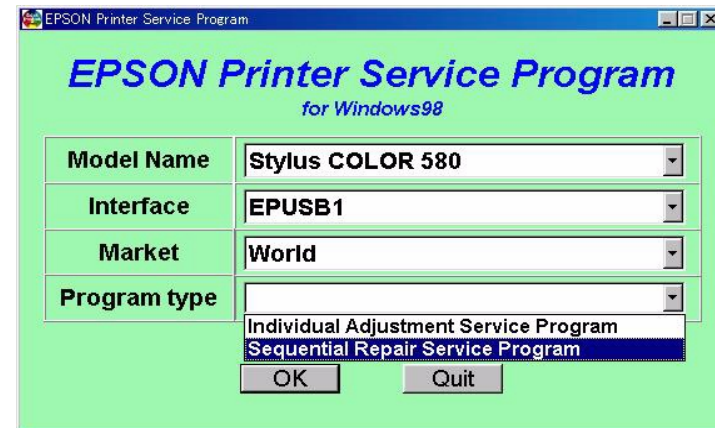 EPSON Printer Service Program
EPSON Printer Service Program
for Windows98
Model Name Stylus COLOR 580
Interface EPUSB1
Market World
Program type
Individual Adjustment Service Program
Sequential Repair Service Program
OK Quit